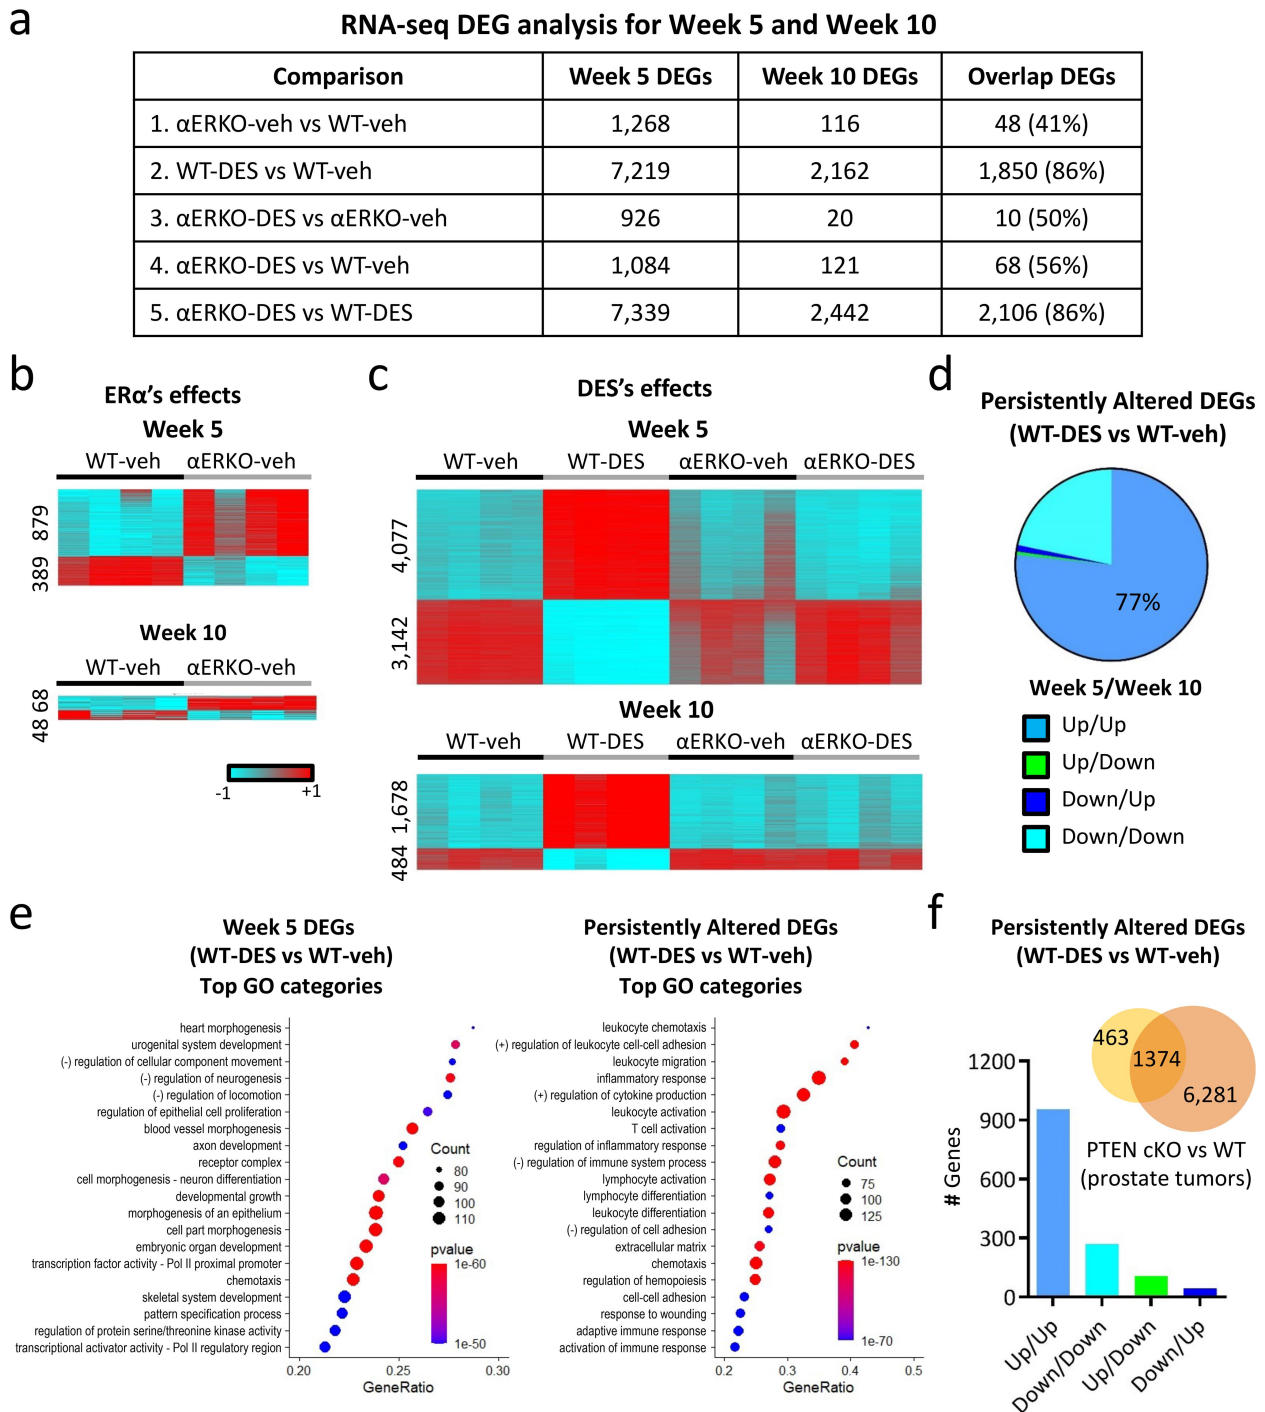 a
RNA-seq DEG analysis for Week 5 and Week 10
Comparison Week 5 DEGs Week 10 DEGs Overlap DEGs
1. αERKO-veh vs WT-veh 1,268 116 48 (41%)
2. WT-DES vs WT-veh 7,219 2,162 1,850 (86%)
3. αERKO-DES vs αERKO-veh 926 20 10 (50%)
4. αERKO-DES vs WT-veh 1,084 121 68 (56%)
5. αERKO-DES vs WT-DES 7,339 2,442 2,106 (86%)
b
ERα's effects
Week 5
WT-veh αERKO-veh
879
389
Week 10
WT-veh αERKO-veh
68
48
-1 +1
c
DES's effects
Week 5
WT-veh WT-DES αERKO-veh αERKO-DES
4,077
3,142
Week 10
WT-veh WT-DES αERKO-veh αERKO-DES
1,678
484
d
Persistently Altered DEGs
(WT-DES vs WT-veh)
77%
Week 5/Week 10
Up/Up
Up/Down
Down/Up
Down/Down
e
Week 5 DEGs
(WT-DES vs WT-veh)
Top GO categories
heart morphogenesis
urogenital system development
(-) regulation of cellular component movement
(-) regulation of neurogenesis
(-) regulation of locomotion
regulation of epithelial cell proliferation
blood vessel morphogenesis
axon development
receptor complex
cell morphogenesis - neuron differentiation
developmental growth
morphogenesis of an epithelium
cell part morphogenesis
embryonic organ development
transcription factor activity - Pol II proximal promoter
chemotaxis
skeletal system development
pattern specification process
regulation of protein serine/threonine kinase activity
transcriptional activator activity - Pol II regulatory region
0.20 0.25 0.30
GeneRatio
Count
80
90
100
110
pvalue
1e-60
1e-50
Persistently Altered DEGs
(WT-DES vs WT-veh)
Top GO categories
leukocyte chemotaxis
(+) regulation of leukocyte cell-cell adhesion
leukocyte migration
inflammatory response
(+) regulation of cytokine production
leukocyte activation
T cell activation
regulation of inflammatory response
(-) regulation of immune system process
lymphocyte activation
lymphocyte differentiation
leukocyte differentiation
(-) regulation of cell adhesion
extracellular matrix
chemotaxis
regulation of hemopoiesis
cell-cell adhesion
response to wounding
adaptive immune response
activation of immune response
0.2 0.3 0.4 0.5
GeneRatio
Count
75
100
125
pvalue
1e-130
1e-70
f
Persistently Altered DEGs
(WT-DES vs WT-veh)
463
1374
6,281
PTEN cKO vs WT
(prostate tumors)
# Genes
1200
900
600
300
0
Up/Up
Down/Down
Up/Down
Down/Up